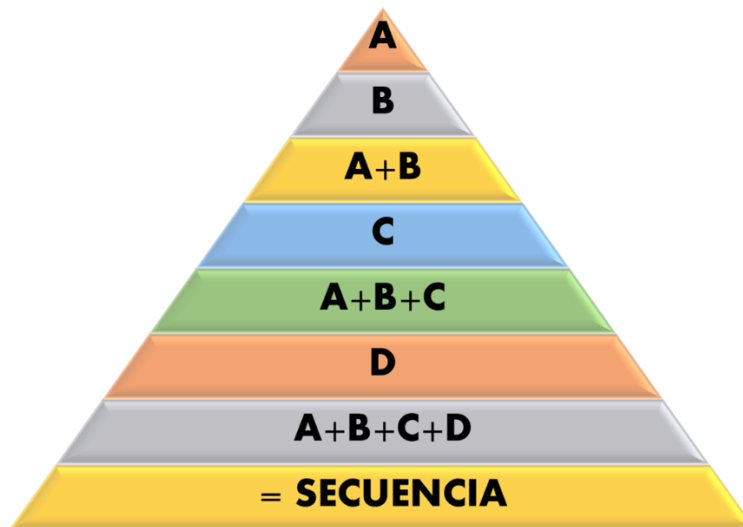 A
B
A+B
C
A+B+C
D
A+B+C+D
= SECUENCIA